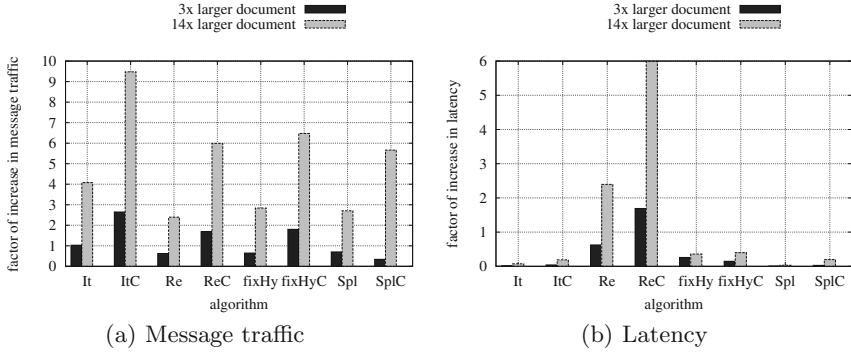 3x larger document
14x larger document
factor of increase in message traffic
10
9
8
7
6
5
4
3
2
1
0
It ItC Re ReC fixHy fixHyC Spl SplC
algorithm
(a) Message traffic
3x larger document
14x larger document
factor of increase in latency
6
5
4
3
2
1
0
It ItC Re ReC fixHy fixHyC Spl SplC
algorithm
(b) Latency